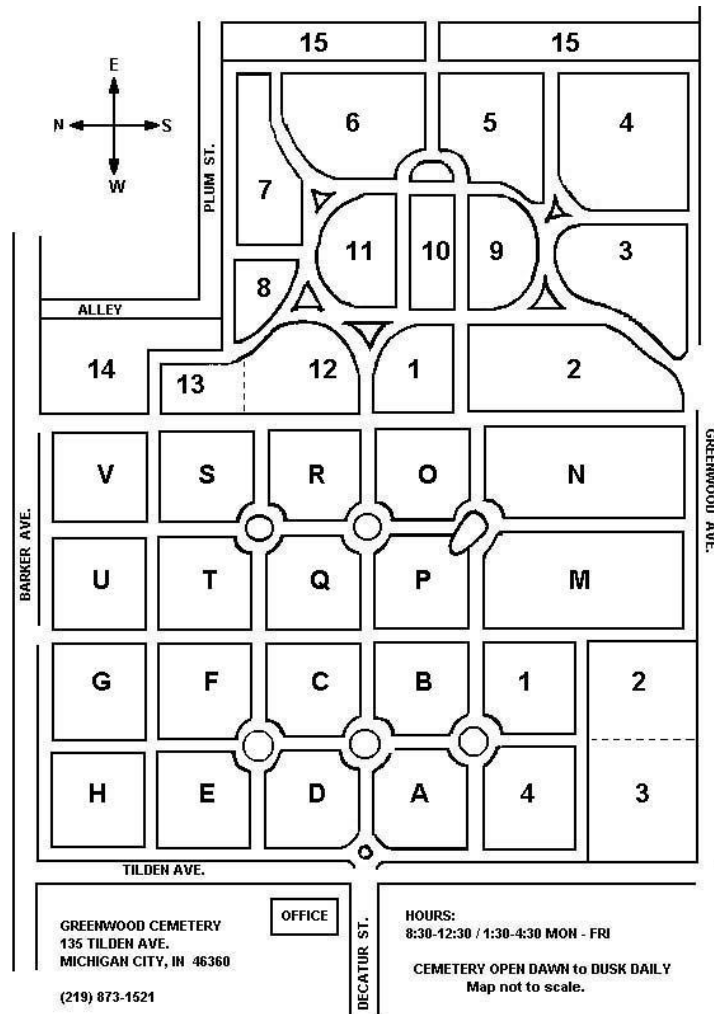 15 15
E
N S
W
6 5 4
PLUM ST.
7
11 10 9 3
8
ALLEY
14 13 12 1 2
GREENWOOD AVE.
V S R O N
BARKER AVE.
U T Q P M
G F C B 1 2
H E D A 4 3
TILDEN AVE.
OFFICE
DECATUR ST.
GREENWOOD CEMETERY
135 TILDEN AVE.
MICHIGAN CITY, IN 46360
(219) 873-1521
HOURS:
8:30-12:30 / 1:30-4:30 MON - FRI
CEMETERY OPEN DAWN to DUSK DAILY
Map not to scale.